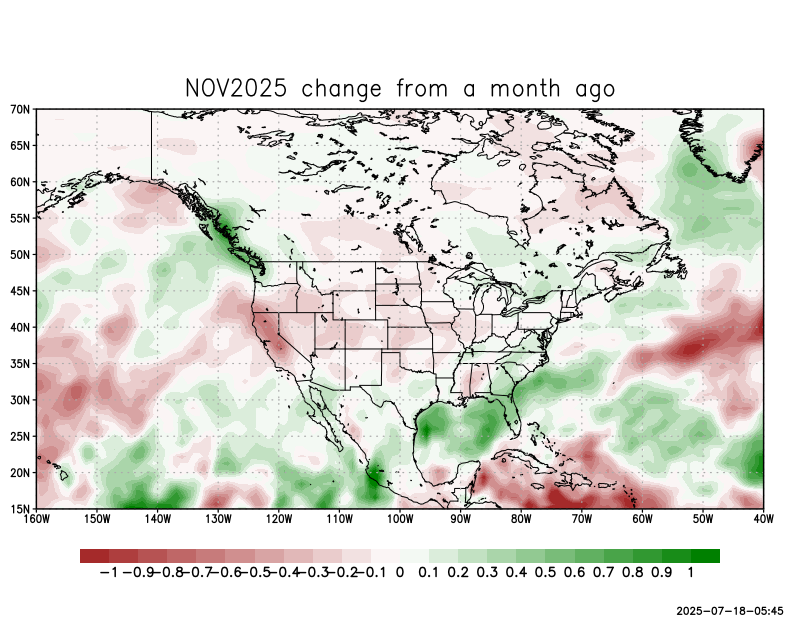 NOV2025 change from a month ago
70N
65N
60N
55N
50N
45N
40N
35N
30N
25N
20N
15N
160W 150W 140W 130W 120W 110W 100W 90W 80W 70W 60W 50W 40W
-1 -0.9 -0.8 -0.7 -0.6 -0.5 -0.4 -0.3 -0.2 -0.1 0 0.1 0.2 0.3 0.4 0.5 0.6 0.7 0.8 0.9 1
2025-07-18-05:45